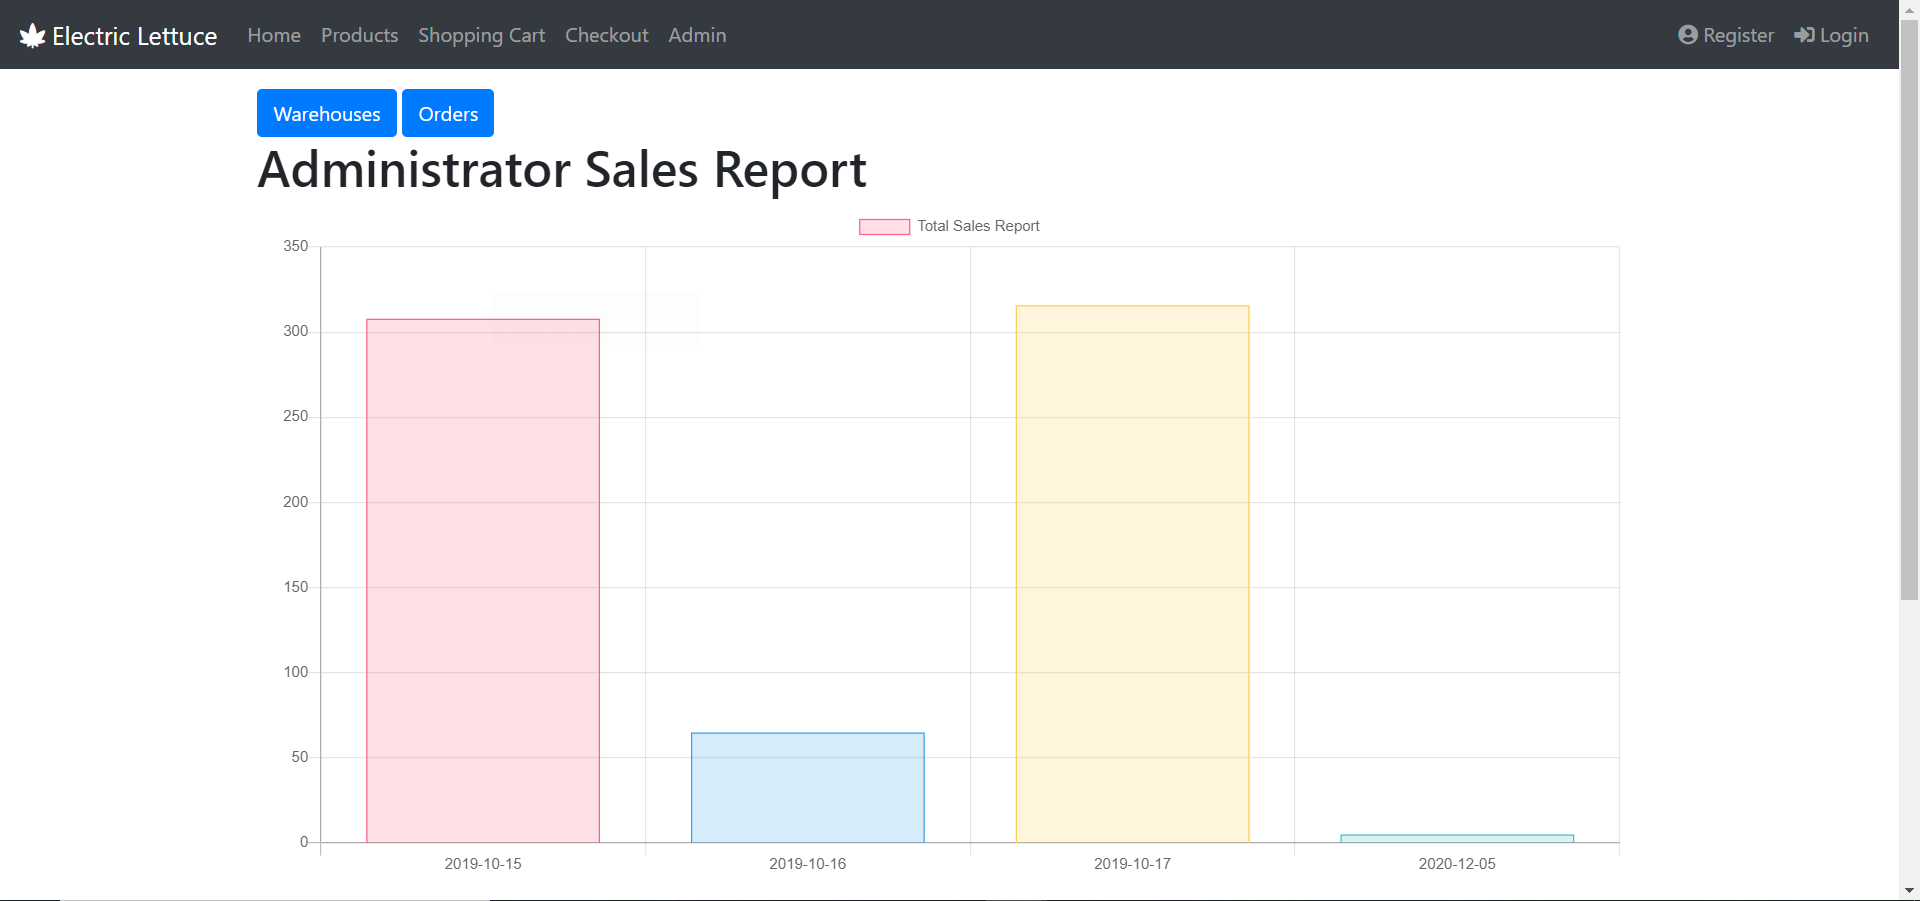 Electric Lettuce Home Products Shopping Cart Checkout Admin Register Login
Warehouses Orders
Administrator Sales Report
Total Sales Report
350
300
250
200
150
100
50
0
2019-10-15 2019-10-16 2019-10-17 2020-12-05